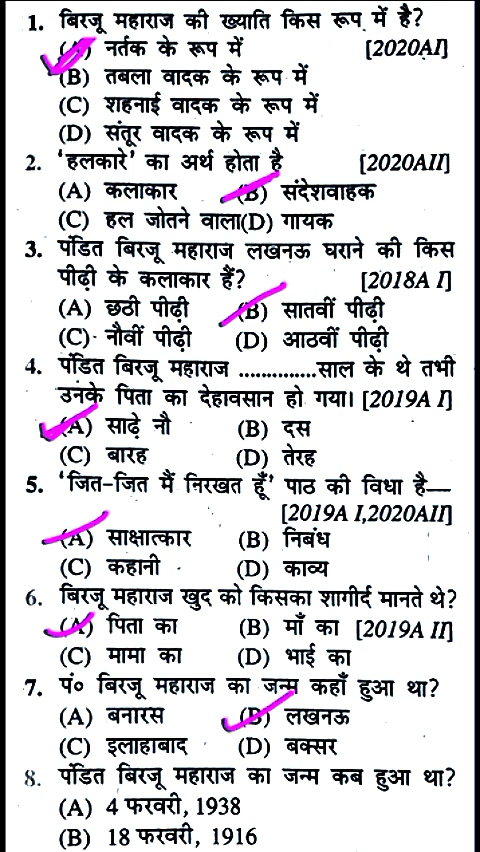 1. बिरजू महाराज की ख्याति किस रूप में है?
(A) नर्तक के रूप में [2020AI]
(B) तबला वादक के रूप में
(C) शहनाई वादक के रूप में
(D) संतूर वादक के रूप में
2. 'हलकारे' का अर्थ होता है [2020AII]
(A) कलाकार (B) संदेशवाहक
(C) हल जोतने वाला(D) गायक
3. पंडित बिरजू महाराज लखनऊ घराने की किस
पीढ़ी के कलाकार हैं? [2018A I]
(A) छठी पीढ़ी (B) सातवीं पीढ़ी
(C) नौवीं पीढ़ी (D) आठवीं पीढ़ी
4. पंडित बिरजू महाराज ...............साल के थे तभी
उनके पिता का देहावसान हो गया। [2019A I]
(A) साढ़े नौ (B) दस
(C) बारह (D) तेरह
5. 'जित-जित मैं निरखत हूँ' पाठ की विधा है—
[2019A I,2020AII]
(A) साक्षात्कार (B) निबंध
(C) कहानी (D) काव्य
6. बिरजू महाराज खुद को किसका शागीर्द मानते थे?
(A) पिता का (B) माँ का [2019A II]
(C) मामा का (D) भाई का
7. पं० बिरजू महाराज का जन्म कहाँ हुआ था?
(A) बनारस (B) लखनऊ
(C) इलाहाबाद (D) बक्सर
8. पंडित बिरजू महाराज का जन्म कब हुआ था?
(A) 4 फरवरी, 1938
(B) 18 फरवरी, 1916